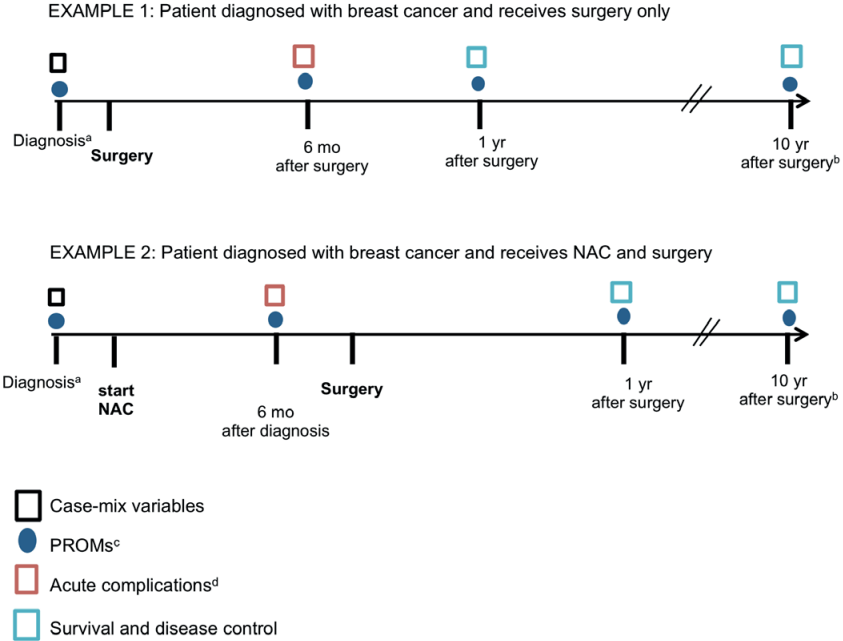 EXAMPLE 1: Patient diagnosed with breast cancer and receives surgery only
Diagnosisᵃ
Surgery
6 mo
after surgery
1 yr
after surgery
10 yr
after surgeryᵇ
EXAMPLE 2: Patient diagnosed with breast cancer and receives NAC and surgery
Diagnosisᵃ
start
NAC
6 mo
after diagnosis
Surgery
1 yr
after surgery
10 yr
after surgeryᵇ
Case-mix variables
PROMsᶜ
Acute complicationsᵈ
Survival and disease control